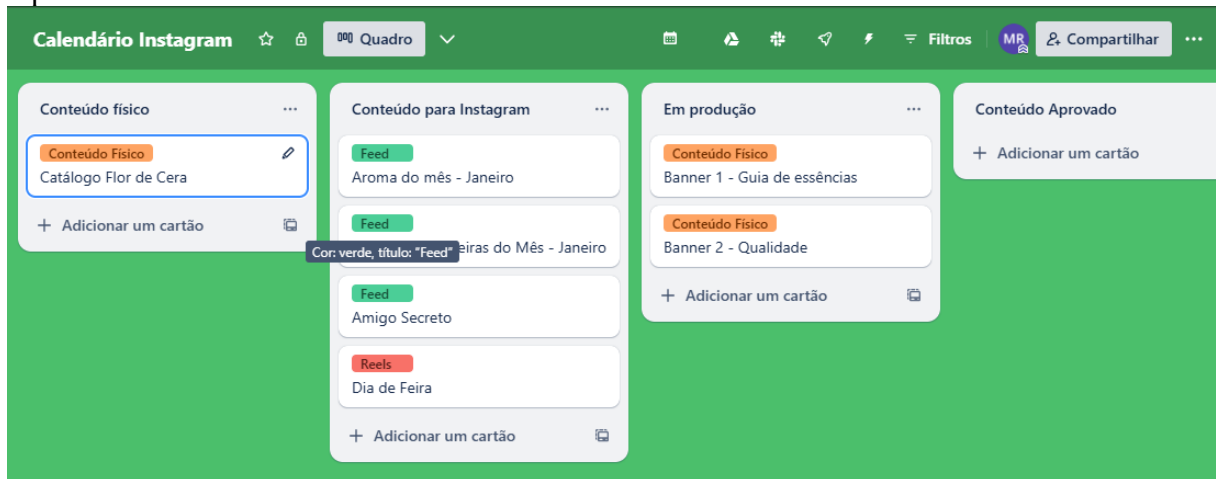 Calendário Instagram
Quadro
Filtros
MR
Compartilhar
Conteúdo físico
Conteúdo Físico
Catálogo Flor de Cera
+ Adicionar um cartão
Conteúdo para Instagram
Feed
Aroma do mês - Janeiro
Feed
eiras do Mês - Janeiro
Cor: verde, título: "Feed"
Feed
Amigo Secreto
Reels
Dia de Feira
+ Adicionar um cartão
Em produção
Conteúdo Físico
Banner 1 - Guia de essências
Conteúdo Físico
Banner 2 - Qualidade
+ Adicionar um cartão
Conteúdo Aprovado
+ Adicionar um cartão